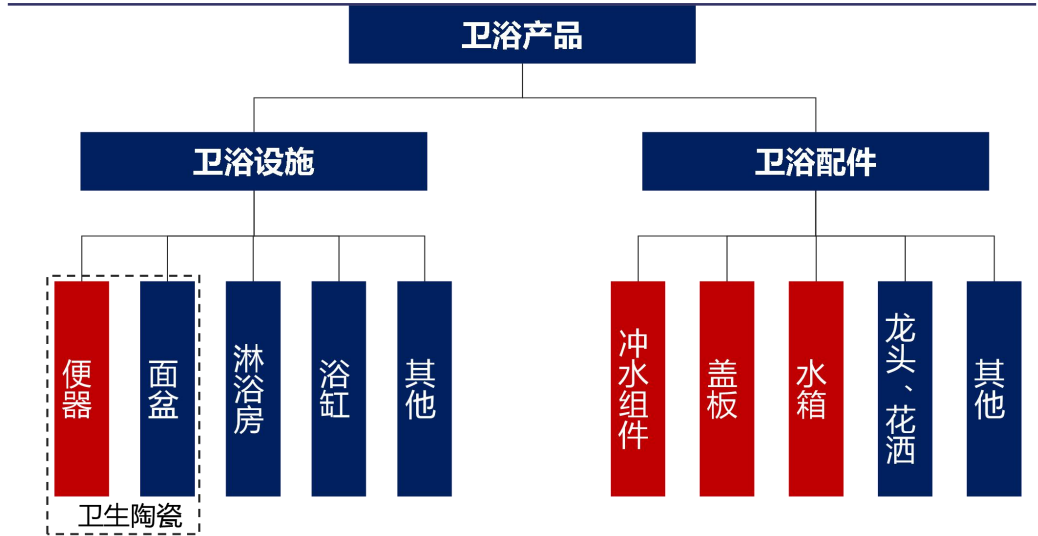 卫浴产品
卫浴设施
卫浴配件
便器
面盆
淋浴房
浴缸
其他
冲水组件
盖板
水箱
龙头、花洒
其他
卫生陶瓷